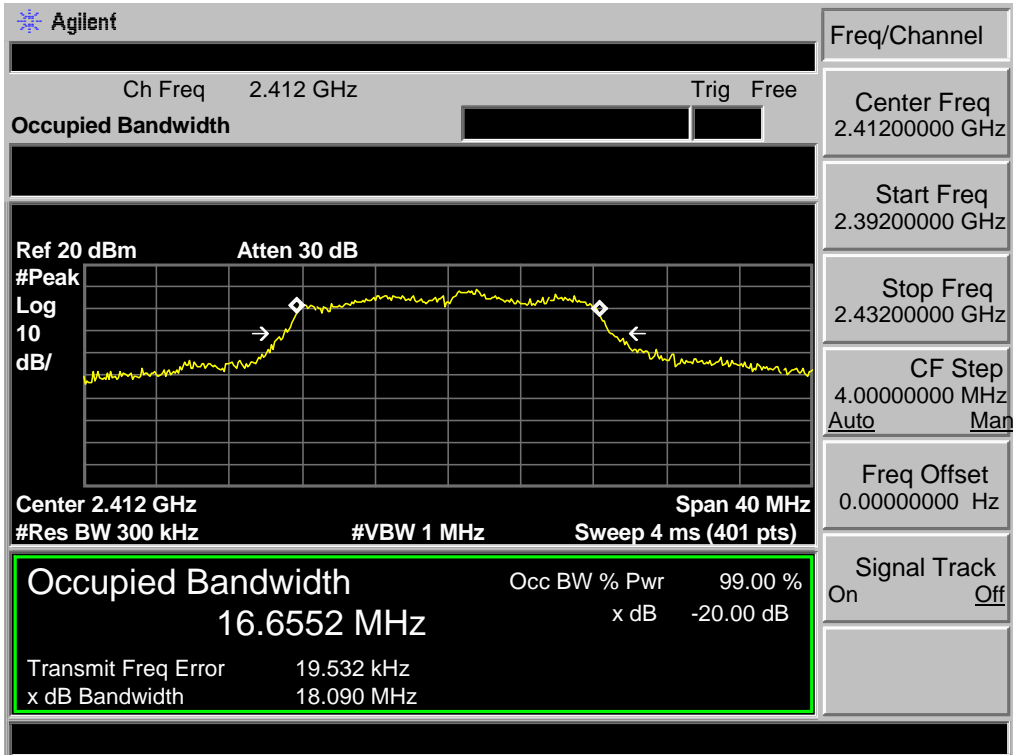 Agilent
Freq/Channel
Ch Freq 2.412 GHz Trig Free
Occupied Bandwidth
Center Freq
2.41200000 GHz
Start Freq
2.39200000 GHz
Stop Freq
2.43200000 GHz
CF Step
4.00000000 MHz
Auto Man
Freq Offset
0.00000000 Hz
Signal Track
On Off
Ref 20 dBm Atten 30 dB
#Peak
Log
10
dB/
Center 2.412 GHz Span 40 MHz
#Res BW 300 kHz #VBW 1 MHz Sweep 4 ms (401 pts)
Occupied Bandwidth Occ BW % Pwr 99.00 %
16.6552 MHz x dB -20.00 dB
Transmit Freq Error 19.532 kHz
x dB Bandwidth 18.090 MHz